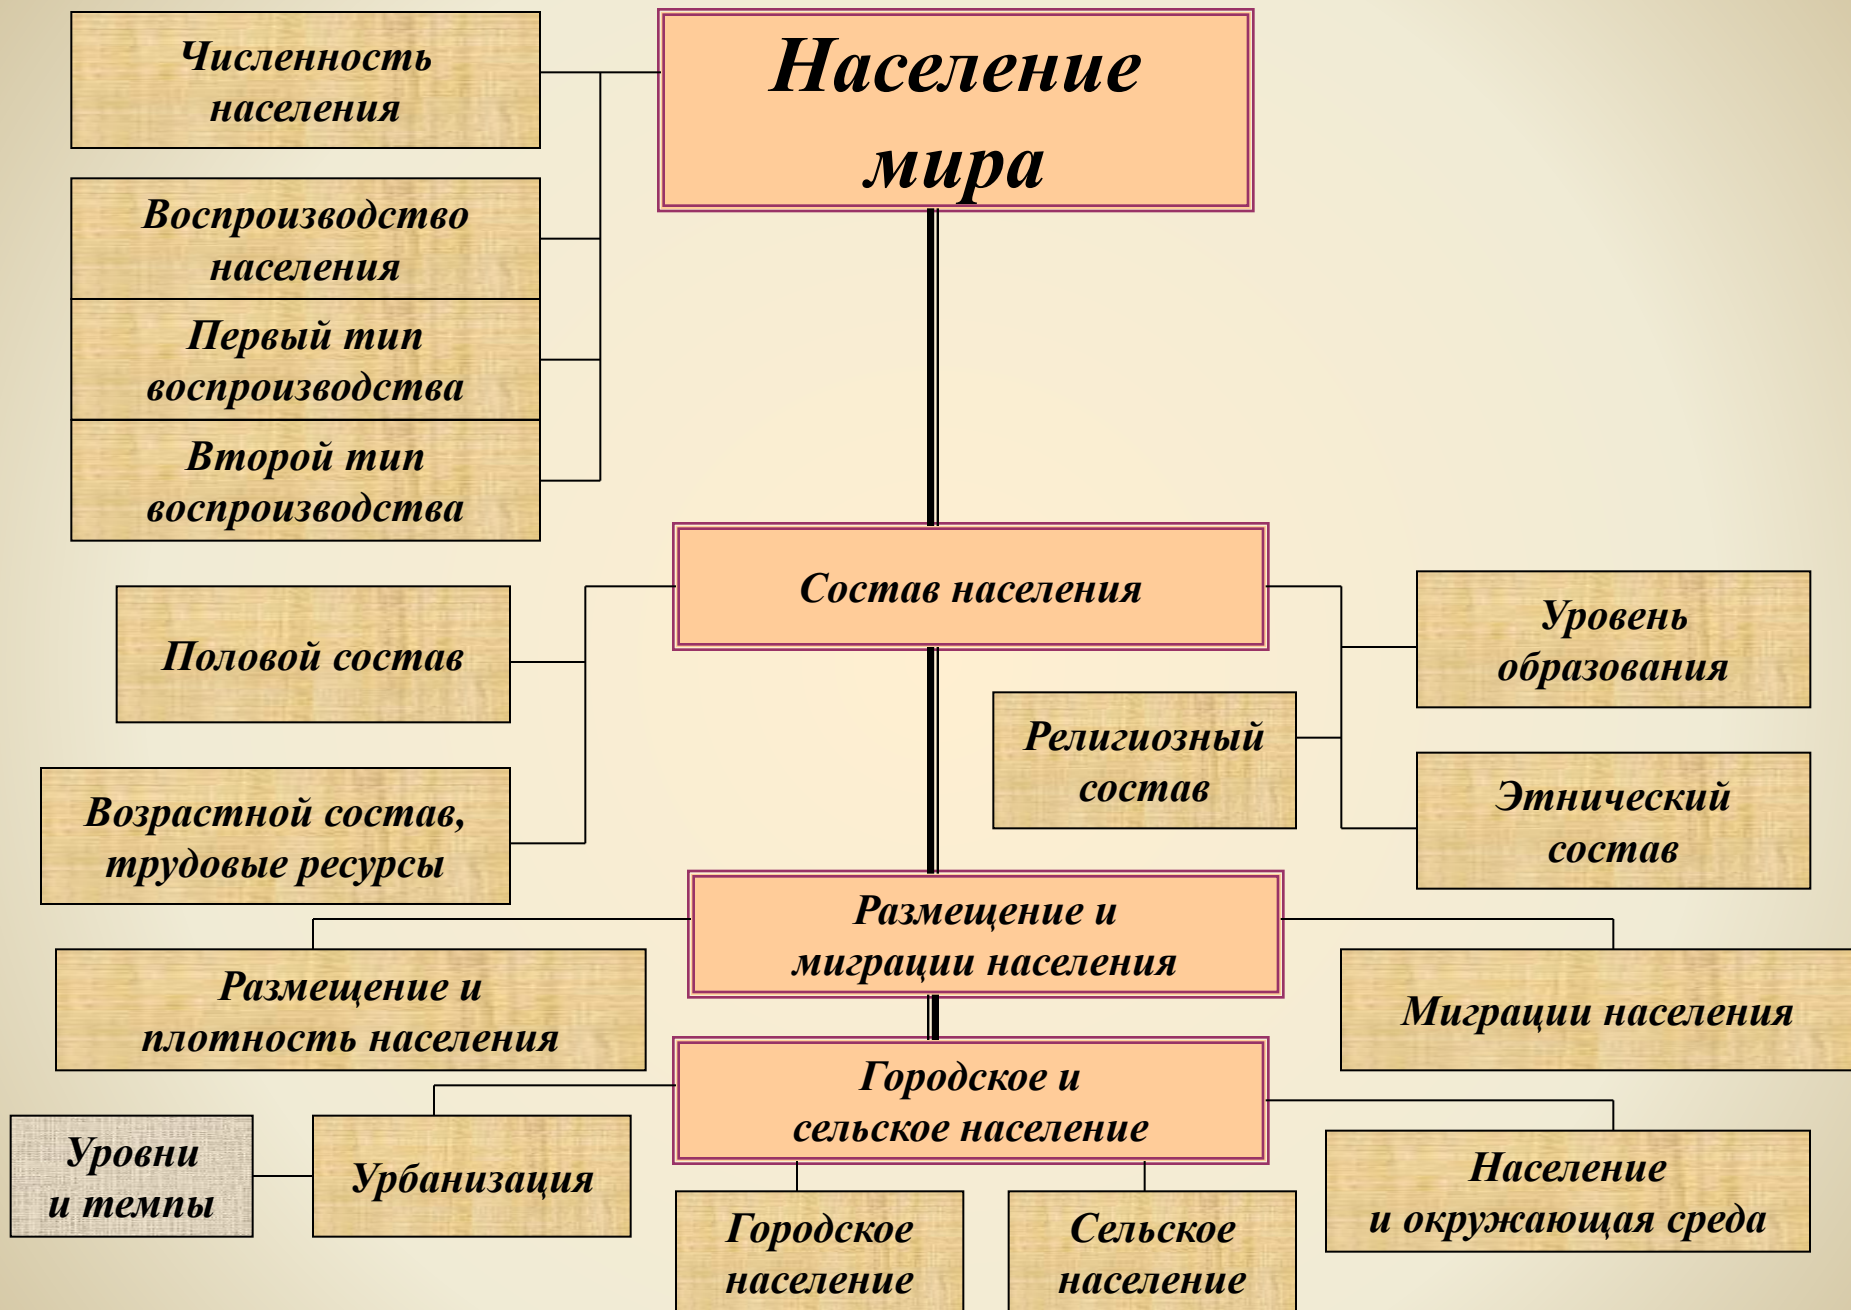 Население
мира
Численность
населения
Воспроизводство
населения
Первый тип
воспроизводства
Второй тип
воспроизводства
Состав населения
Половой состав
Возрастной состав,
трудовые ресурсы
Уровень
образования
Религиозный
состав
Этнический
состав
Размещение и
миграции населения
Размещение и
плотность населения
Миграции населения
Городское и
сельское население
Уровни
и темпы
Урбанизация
Городское
население
Сельское
население
Население
и окружающая среда